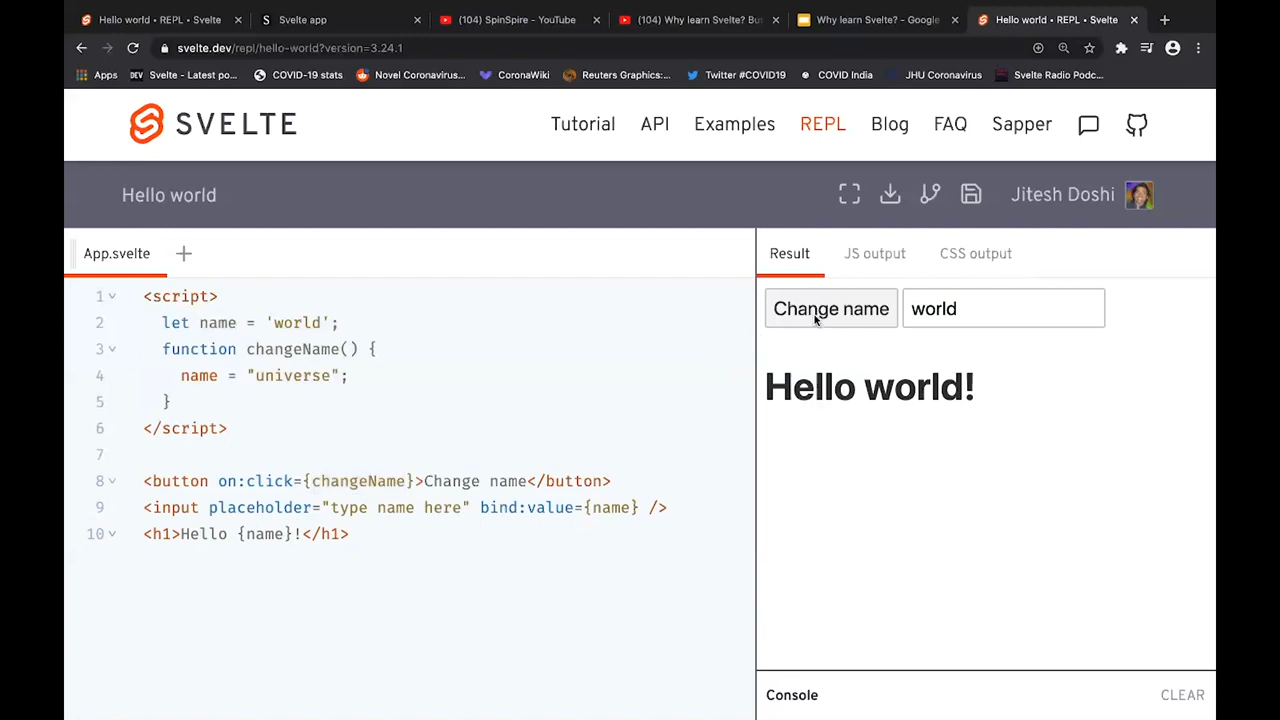 Hello world • REPL • Svelte
Svelte app
(104) SpinSpire - YouTube
(104) Why learn Svelte? But
Why learn Svelte? - Google
Hello world • REPL • Svelte
svelte.dev/repl/hello-world?version=3.24.1
Apps
DEV
Svelte - Latest po...
COVID-19 stats
Novel Coronavirus...
CoronaWiki
Reuters Graphics:...
Twitter #COVID19
COVID India
JHU Coronavirus
Svelte Radio Podc...
SVELTE
Tutorial
API
Examples
REPL
Blog
FAQ
Sapper
Hello world
Jitesh Doshi
App.svelte
Result
JS output
CSS output
1 <script>
2 let name = 'world';
3 function changeName() {
4 name = "universe";
5 }
6 </script>
7
8 <button on:click={changeName}>Change name</button>
9 <input placeholder="type name here" bind:value={name} />
10 <h1>Hello {name}!</h1>
Change name
world
Hello world!
Console
CLEAR